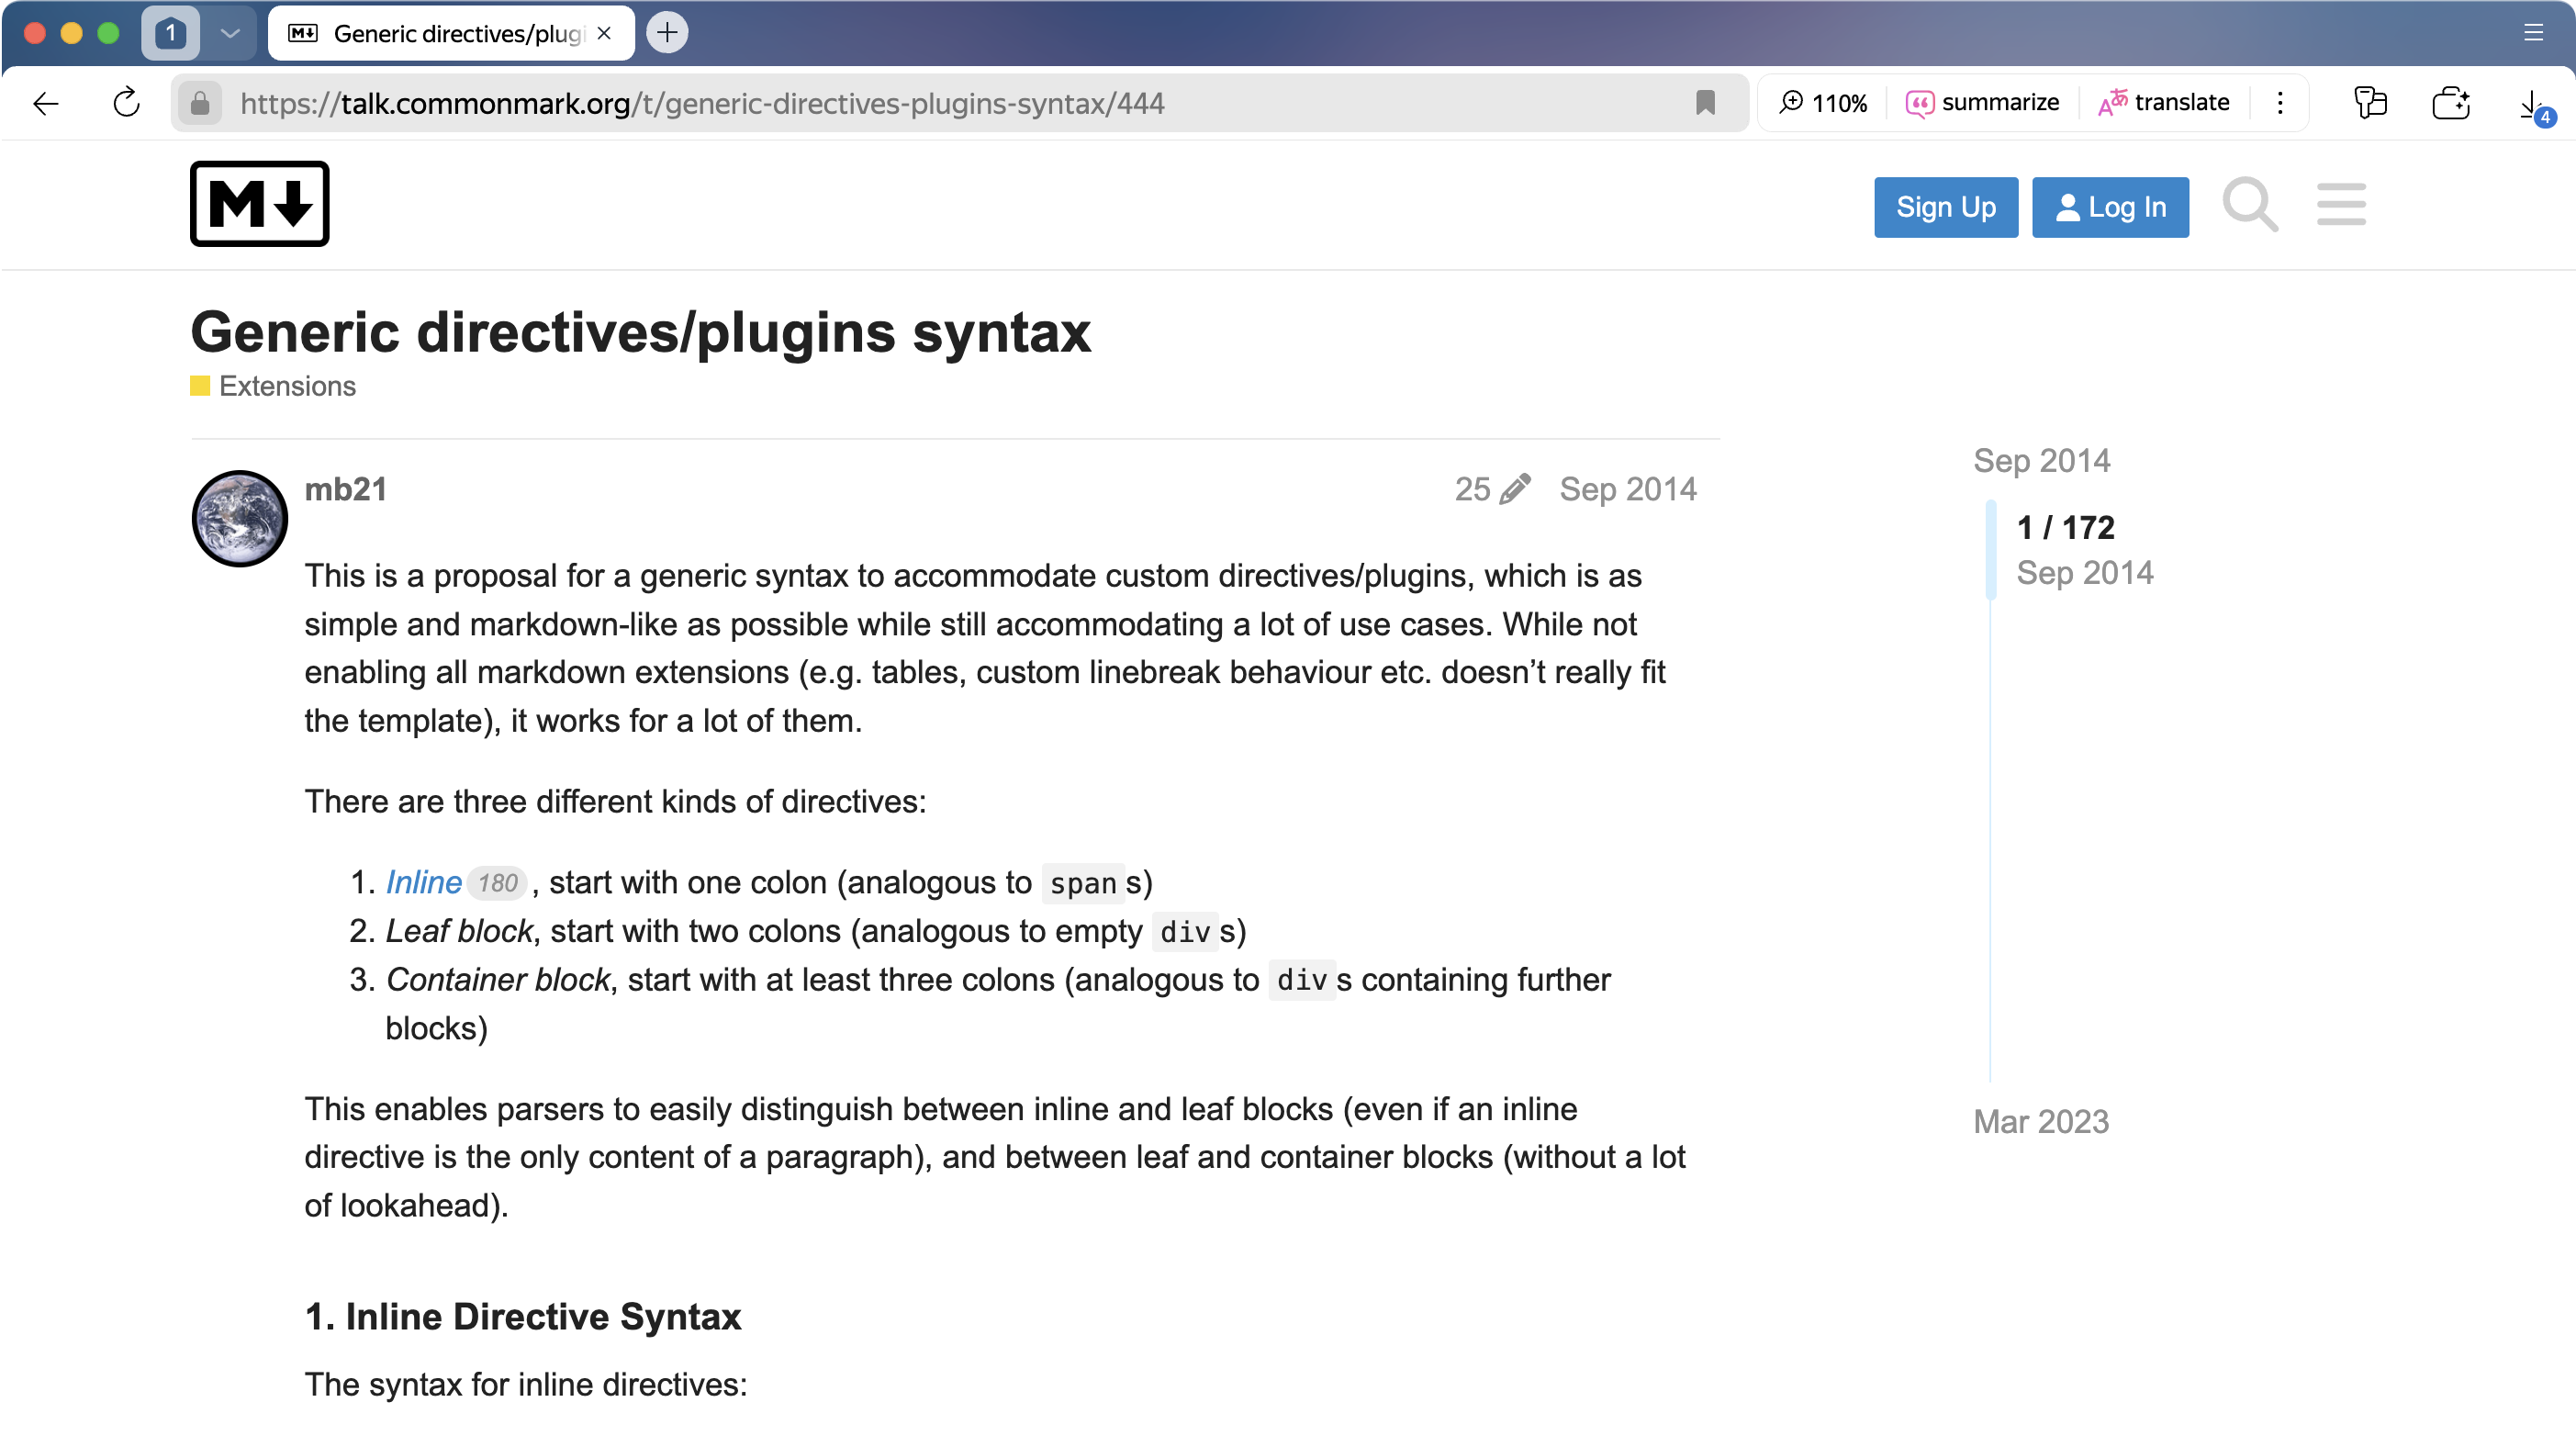 1
Generic directives/plugi
https://talk.commonmark.org/t/generic-directives-plugins-syntax/444
110%
summarize
translate
4
M
Sign Up
Log In
Generic directives/plugins syntax
Extensions
mb21
25
Sep 2014
This is a proposal for a generic syntax to accommodate custom directives/plugins, which is as
simple and markdown-like as possible while still accommodating a lot of use cases. While not
enabling all markdown extensions (e.g. tables, custom linebreak behaviour etc. doesn’t really fit
the template), it works for a lot of them.
There are three different kinds of directives:
1. Inline 180 , start with one colon (analogous to span s)
2. Leaf block, start with two colons (analogous to empty div s)
3. Container block, start with at least three colons (analogous to div s containing further
blocks)
This enables parsers to easily distinguish between inline and leaf blocks (even if an inline
directive is the only content of a paragraph), and between leaf and container blocks (without a lot
of lookahead).
1. Inline Directive Syntax
The syntax for inline directives:
Sep 2014
1 / 172
Sep 2014
Mar 2023